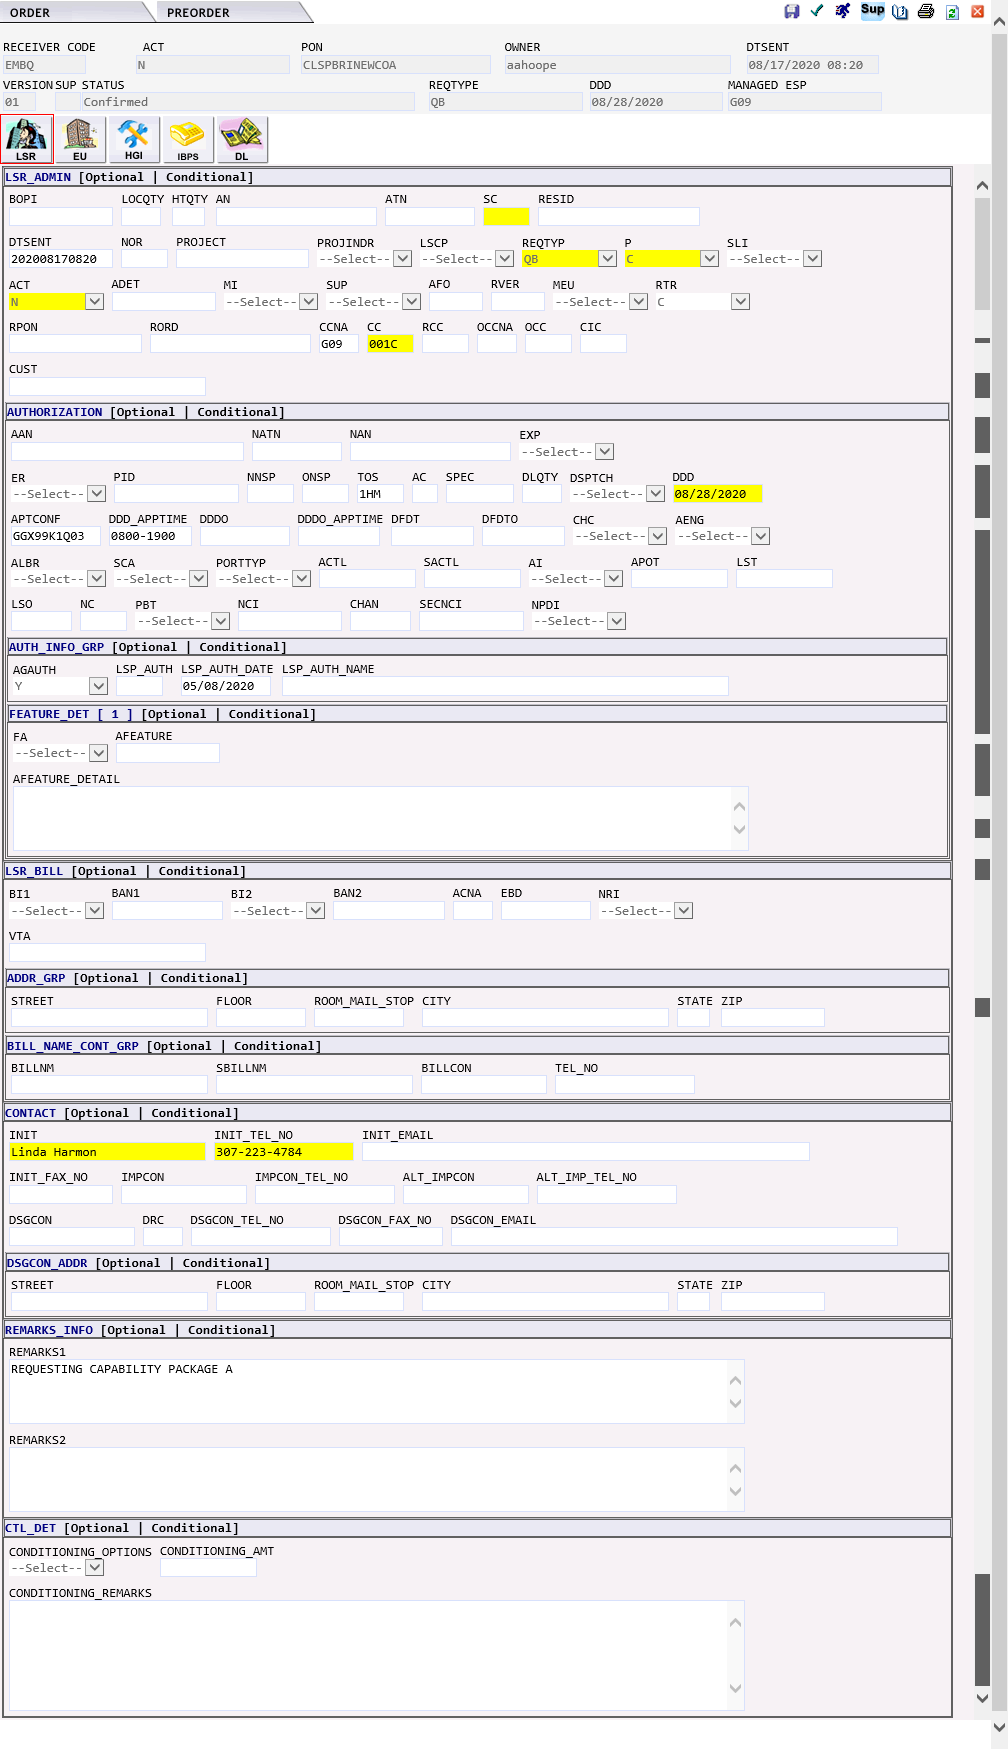 ORDER PREORDER Sup
RECEIVER CODE ACT PON OWNER DTSENT
EMBQ N CLSPBRINEWCOA aahoope 08/17/2020 08:20
VERSION SUP STATUS REQTYPE DDD MANAGED ESP
01 Confirmed QB 08/28/2020 G09
LSR EU HGI IBPS DL
LSR_ADMIN [Optional | Conditional]
BOPI LOCQTY HTQTY AN ATN SC RESID
DTSENT NOR PROJECT PROJINDR LSCP REQTYP P SLI
202008170820 --Select-- --Select-- QB C --Select--
ACT ADET MI SUP AFO RVER MEU RTR
N --Select-- --Select-- --Select-- C
RPON RORD CCNA CC RCC OCCNA OCC CIC
G09 001C
CUST
AUTHORIZATION [Optional | Conditional]
AAN NATN NAN EXP
--Select--
ER PID NNSP ONSP TOS AC SPEC DLQTY DSPTCH DDD
--Select-- 1HM --Select-- 08/28/2020
APTCONF DDD_APPTIME DDDO DDDO_APPTIME DFDT DFDTO CHC AENG
GGX99K1Q03 0800-1900 --Select-- --Select--
ALBR SCA PORTTYP ACTL SACTL AI APOT LST
--Select-- --Select-- --Select-- --Select--
LSO NC PBT NCI CHAN SECNCI NPDI
--Select-- --Select--
AUTH_INFO_GRP [Optional | Conditional]
AGAUTH LSP_AUTH LSP_AUTH_DATE LSP_AUTH_NAME
Y 05/08/2020
FEATURE_DET [ 1 ] [Optional | Conditional]
FA AFEATURE
--Select--
AFEATURE_DETAIL
LSR_BILL [Optional | Conditional]
BI1 BAN1 BI2 BAN2 ACNA EBD NRI
--Select-- --Select-- --Select--
VTA
ADDR_GRP [Optional | Conditional]
STREET FLOOR ROOM_MAIL_STOP CITY STATE ZIP
BILL_NAME_CONT_GRP [Optional | Conditional]
BILLNM SBILLNM BILLCON TEL_NO
CONTACT [Optional | Conditional]
INIT INIT_TEL_NO INIT_EMAIL
Linda Harmon 307-223-4784
INIT_FAX_NO IMPCON IMPCON_TEL_NO ALT_IMPCON ALT_IMP_TEL_NO
DSGCON DRC DSGCON_TEL_NO DSGCON_FAX_NO DSGCON_EMAIL
DSGCON_ADDR [Optional | Conditional]
STREET FLOOR ROOM_MAIL_STOP CITY STATE ZIP
REMARKS_INFO [Optional | Conditional]
REMARKS1
REQUESTING CAPABILITY PACKAGE A
REMARKS2
CTL_DET [Optional | Conditional]
CONDITIONING_OPTIONS CONDITIONING_AMT
--Select--
CONDITIONING_REMARKS